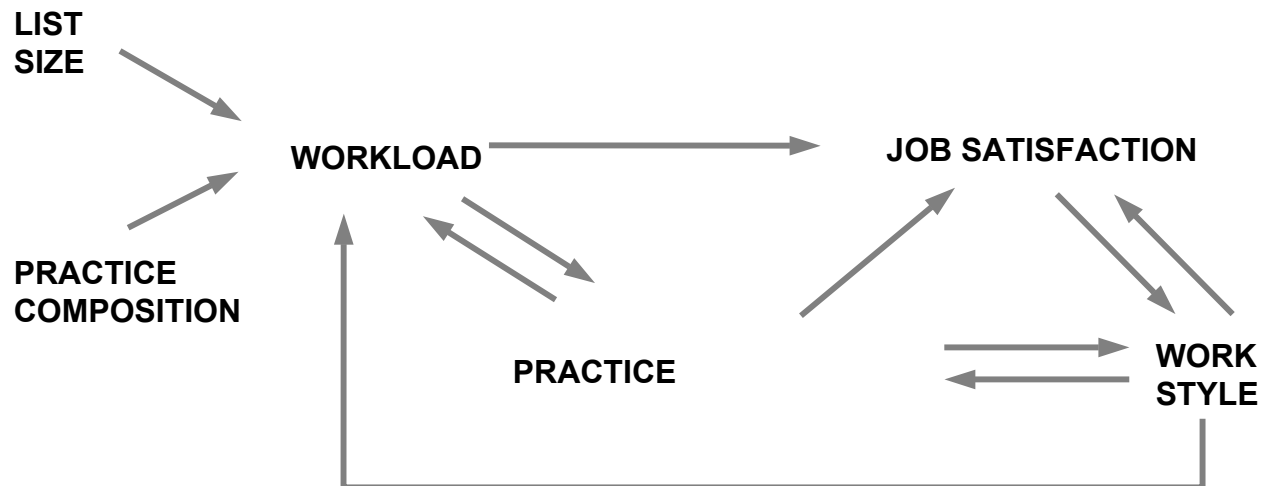 LIST
SIZE
WORKLOAD
JOB SATISFACTION
PRACTICE
COMPOSITION
PRACTICE
WORK
STYLE